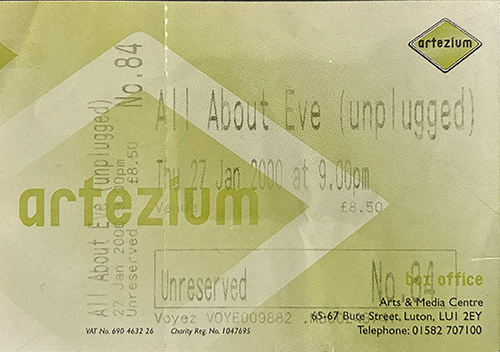 artezium
All About Eve (unplugged)
27 Jan 2000
Unreserved £8.50
No.84
All About Eve (unplugged)
Thu 27 Jan 2000 at 9.00pm
£8.50
artezium
Unreserved No.84
box office
Arts & Media Centre
65-67 Bute Street, Luton, LU1 2EY
Voyez VOYE009882
VAT No. 690 4632 26 Charity Reg. No. 1047695
Telephone: 01582 707100